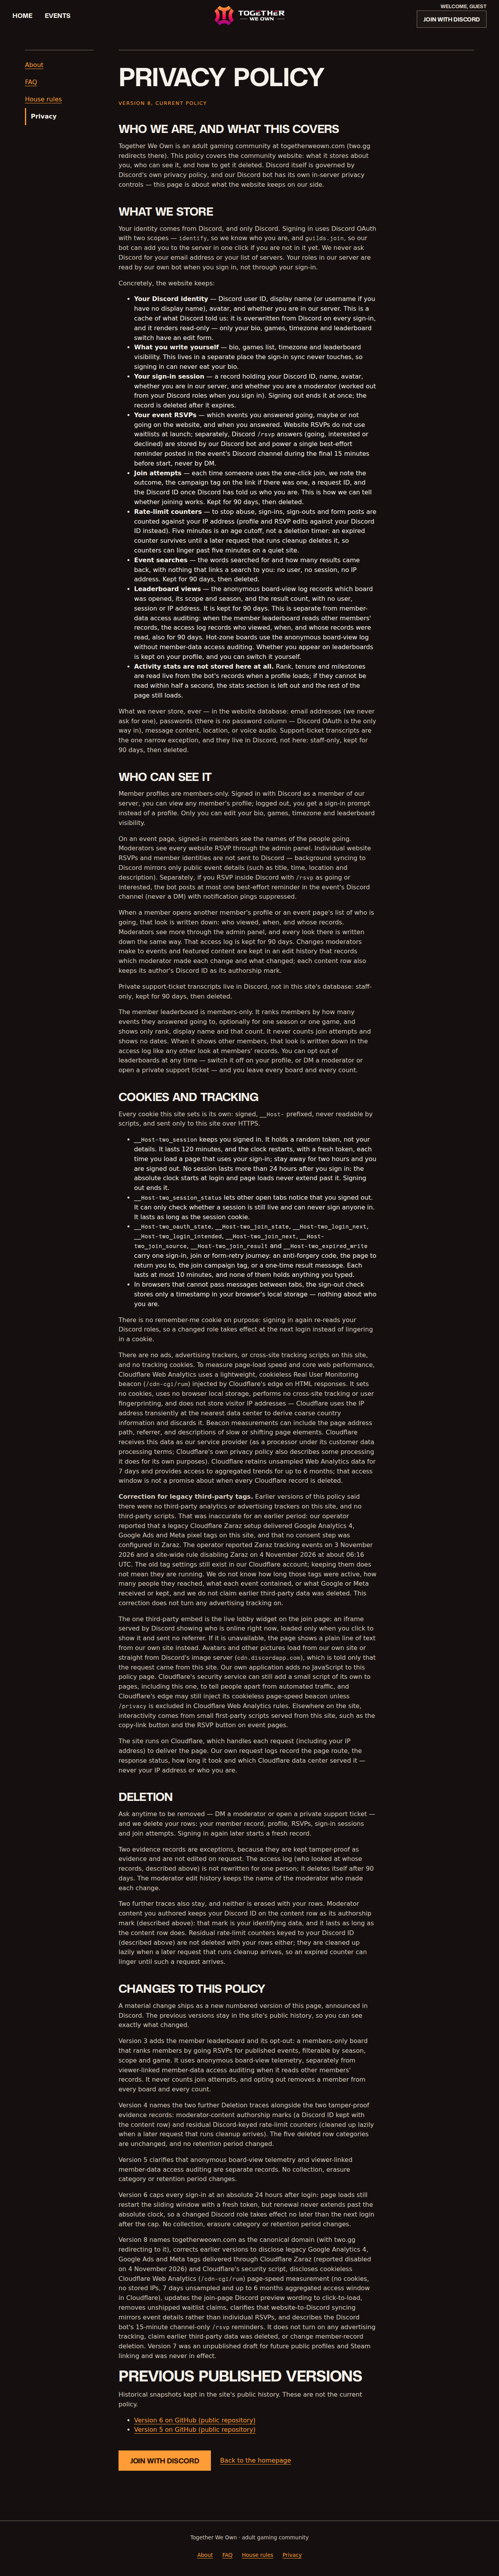 HOME EVENTS
TOGETHER
WE OWN
WELCOME, GUEST
JOIN WITH DISCORD
About
FAQ
House rules
Privacy
PRIVACY POLICY
VERSION 8, CURRENT POLICY
WHO WE ARE, AND WHAT THIS COVERS
Together We Own is an adult gaming community at togetherweown.com (two.gg
redirects there). This policy covers the community website: what it stores about
you, who can see it, and how to get it deleted. Discord itself is governed by
Discord's own privacy policy, and our Discord bot has its own in-server privacy
controls — this page is about what the website keeps on our side.
WHAT WE STORE
Your identity comes from Discord, and only Discord. Signing in uses Discord OAuth
with two scopes — identify, so we know who you are, and guilds.join, so our
bot can add you to the server in one click if you are not in it yet. We never ask
Discord for your email address or your list of servers. Your roles in our server are
read by our own bot when you sign in, not through your sign-in.
Concretely, the website keeps:
• Your Discord identity — Discord user ID, display name (or username if you
have no display name), avatar, and whether you are in our server. This is a
cache of what Discord told us: it is overwritten from Discord on every sign-in,
and it renders read-only — only your bio, games, timezone and leaderboard
switch have an edit form.
• What you write yourself — bio, games list, timezone and leaderboard
visibility. This lives in a separate place the sign-in sync never touches, so
signing in can never eat your bio.
• Your sign-in session — a record holding your Discord ID, name, avatar,
whether you are in our server, and whether you are a moderator (worked out
from your Discord roles when you sign in). Signing out ends it at once; the
record is deleted after it expires.
• Your event RSVPs — which events you answered going, maybe or not
going on the website, and when you answered. Website RSVPs do not use
waitlists at launch; separately, Discord /rsvp answers (going, interested or
declined) are stored by our Discord bot and power a single best-effort
reminder posted in the event's Discord channel during the final 15 minutes
before start, never by DM.
• Join attempts — each time someone uses the one-click join, we note the
outcome, the campaign tag on the link if there was one, a request ID, and
the Discord ID once Discord has told us who you are. This is how we can tell
whether joining works. Kept for 90 days, then deleted.
• Rate-limit counters — to stop abuse, sign-ins, sign-outs and form posts are
counted against your IP address (profile and RSVP edits against your Discord
ID instead). Five minutes is an age cutoff, not a deletion timer: an expired
counter survives until a later request that runs cleanup deletes it, so
counters can linger past five minutes on a quiet site.
• Event searches — the words searched for and how many results came
back, with nothing that links a search to you: no user, no session, no IP
address. Kept for 90 days, then deleted.
• Leaderboard views — the anonymous board-view log records which board
was opened, its scope and season, and the result count, with no user,
session or IP address. It is kept for 90 days. This is separate from member-
data access auditing: when the member leaderboard reads other members'
records, the access log records who viewed, when, and whose records were
read, also for 90 days. Hot-zone boards use the anonymous board-view log
without member-data access auditing. Whether you appear on leaderboards
is kept on your profile, and you can switch it yourself.
• Activity stats are not stored here at all. Rank, tenure and milestones
are read live from the bot's records when a profile loads; if they cannot be
read within half a second, the stats section is left out and the rest of the
page still loads.
What we never store, ever — in the website database: email addresses (we never
ask for one), passwords (there is no password column — Discord OAuth is the only
way in), message content, location, or voice audio. Support-ticket transcripts are
the one narrow exception, and they live in Discord, not here: staff-only, kept for
90 days, then deleted.
WHO CAN SEE IT
Member profiles are members-only. Signed in with Discord as a member of our
server, you can view any member's profile; logged out, you get a sign-in prompt
instead of a profile. Only you can edit your bio, games, timezone and leaderboard
visibility.
On an event page, signed-in members see the names of the people going.
Moderators see every website RSVP through the admin panel. Individual website
RSVPs and member identities are not sent to Discord — background syncing to
Discord mirrors only public event details (such as title, time, location and
description). Separately, if you RSVP inside Discord with /rsvp as going or
interested, the bot posts at most one best-effort reminder in the event's Discord
channel (never a DM) with notification pings suppressed.
When a member opens another member's profile or an event page's list of who is
going, that look is written down: who viewed, when, and whose records.
Moderators see more through the admin panel, and every look there is written
down the same way. That access log is kept for 90 days. Changes moderators
make to events and featured content are kept in an edit history that records
which moderator made each change and what changed; each content row also
keeps its author's Discord ID as its authorship mark.
Private support-ticket transcripts live in Discord, not in this site's database: staff-
only, kept for 90 days, then deleted.
The member leaderboard is members-only. It ranks members by how many
events they answered going to, optionally for one season or one game, and
shows only rank, display name and that count. It never counts join attempts and
shows no dates. When it shows other members, that look is written down in the
access log like any other look at members' records. You can opt out of
leaderboards at any time — switch it off on your profile, or DM a moderator or
open a private support ticket — and you leave every board and every count.
COOKIES AND TRACKING
Every cookie this site sets is its own: signed, __Host- prefixed, never readable by
scripts, and sent only to this site over HTTPS.
• __Host-two_session keeps you signed in. It holds a random token, not your
details. It lasts 120 minutes, and the clock restarts, with a fresh token, each
time you load a page that uses your sign-in; stay away for two hours and you
are signed out. No session lasts more than 24 hours after you sign in: the
absolute clock starts at login and page loads never extend past it. Signing
out ends it.
• __Host-two_session_status lets other open tabs notice that you signed out.
It can only check whether a session is still live and can never sign anyone in.
It lasts as long as the session cookie.
• __Host-two_oauth_state, __Host-two_join_state, __Host-two_login_next,
__Host-two_login_intended, __Host-two_join_next, __Host-
two_join_source, __Host-two_join_result and __Host-two_expired_write
carry one sign-in, join or form-retry journey: an anti-forgery code, the page to
return you to, the join campaign tag, or a one-time result message. Each
lasts at most 10 minutes, and none of them holds anything you typed.
• In browsers that cannot pass messages between tabs, the sign-out check
stores only a timestamp in your browser's local storage — nothing about who
you are.
There is no remember-me cookie on purpose: signing in again re-reads your
Discord roles, so a changed role takes effect at the next login instead of lingering
in a cookie.
There are no ads, advertising trackers, or cross-site tracking scripts on this site,
and no tracking cookies. To measure page-load speed and core web performance,
Cloudflare Web Analytics uses a lightweight, cookieless Real User Monitoring
beacon (/cdn-cgi/rum) injected by Cloudflare's edge on HTML responses. It sets
no cookies, uses no browser local storage, performs no cross-site tracking or user
fingerprinting, and does not store visitor IP addresses — Cloudflare uses the IP
address transiently at the nearest data center to derive coarse country
information and discards it. Beacon measurements can include the page address
path, referrer, and descriptions of slow or shifting page elements. Cloudflare
receives this data as our service provider (as a processor under its customer data
processing terms; Cloudflare's own privacy policy also describes some processing
it does for its own purposes). Cloudflare retains unsampled Web Analytics data for
7 days and provides access to aggregated trends for up to 6 months; that access
window is not a promise about when every Cloudflare record is deleted.
Correction for legacy third-party tags. Earlier versions of this policy said
there were no third-party analytics or advertising trackers on this site, and no
third-party scripts. That was inaccurate for an earlier period: our operator
reported that a legacy Cloudflare Zaraz setup delivered Google Analytics 4,
Google Ads and Meta pixel tags on this site, and that no consent step was
configured in Zaraz. The operator reported Zaraz tracking events on 3 November
2026 and a site-wide rule disabling Zaraz on 4 November 2026 at about 06:16
UTC. The old tag settings still exist in our Cloudflare account; keeping them does
not mean they are running. We do not know how long those tags were active, how
many people they reached, what each event contained, or what Google or Meta
received or kept, and we do not claim earlier third-party data was deleted. This
correction does not turn any advertising tracking on.
The one third-party embed is the live lobby widget on the join page: an iframe
served by Discord showing who is online right now, loaded only when you click to
show it and sent no referrer. If it is unavailable, the page shows a plain line of text
from our own site instead. Avatars and other pictures load from our own site or
straight from Discord's image server (cdn.discordapp.com), which is told only that
the request came from this site. Our own application adds no JavaScript to this
policy page. Cloudflare's security service can still add a small script of its own to
pages, including this one, to tell people apart from automated traffic, and
Cloudflare's edge may still inject its cookieless page-speed beacon unless
/privacy is excluded in Cloudflare Web Analytics rules. Elsewhere on the site,
interactivity comes from small first-party scripts served from this site, such as the
copy-link button and the RSVP button on event pages.
The site runs on Cloudflare, which handles each request (including your IP
address) to deliver the page. Our own request logs record the page route, the
response status, how long it took and which Cloudflare data center served it —
never your IP address or who you are.
DELETION
Ask anytime to be removed — DM a moderator or open a private support ticket —
and we delete your rows: your member record, profile, RSVPs, sign-in sessions
and join attempts. Signing in again later starts a fresh record.
Two evidence records are exceptions, because they are kept tamper-proof as
evidence and are not edited on request. The access log (who looked at whose
records, described above) is not rewritten for one person; it deletes itself after 90
days. The moderator edit history keeps the name of the moderator who made
each change.
Two further traces also stay, and neither is erased with your rows. Moderator
content you authored keeps your Discord ID on the content row as its authorship
mark (described above): that mark is your identifying data, and it lasts as long as
the content row does. Residual rate-limit counters keyed to your Discord ID
(described above) are not deleted with your rows either; they are cleaned up
lazily when a later request that runs cleanup arrives, so an expired counter can
linger until such a request arrives.
CHANGES TO THIS POLICY
A material change ships as a new numbered version of this page, announced in
Discord. The previous versions stay in the site's public history, so you can see
exactly what changed.
Version 3 adds the member leaderboard and its opt-out: a members-only board
that ranks members by going RSVPs for published events, filterable by season,
scope and game. It uses anonymous board-view telemetry, separately from
viewer-linked member-data access auditing when it reads other members'
records. It never counts join attempts, and opting out removes a member from
every board and every count.
Version 4 names the two further Deletion traces alongside the two tamper-proof
evidence records: moderator-content authorship marks (a Discord ID kept with
the content row) and residual Discord-keyed rate-limit counters (cleaned up lazily
when a later request that runs cleanup arrives). The five deleted row categories
are unchanged, and no retention period changed.
Version 5 clarifies that anonymous board-view telemetry and viewer-linked
member-data access auditing are separate records. No collection, erasure
category or retention period changes.
Version 6 caps every sign-in at an absolute 24 hours after login: page loads still
restart the sliding window with a fresh token, but renewal never extends past the
absolute clock, so a changed Discord role takes effect no later than the next login
after the cap. No collection, erasure category or retention period changes.
Version 8 names togetherweown.com as the canonical domain (with two.gg
redirecting to it), corrects earlier versions to disclose legacy Google Analytics 4,
Google Ads and Meta tags delivered through Cloudflare Zaraz (reported disabled
on 4 November 2026) and Cloudflare's security script, discloses cookieless
Cloudflare Web Analytics (/cdn-cgi/rum) page-speed measurement (no cookies,
no stored IPs, 7 days unsampled and up to 6 months aggregated access window
in Cloudflare), updates the join-page Discord preview wording to click-to-load,
removes unshipped waitlist claims, clarifies that website-to-Discord syncing
mirrors event details rather than individual RSVPs, and describes the Discord
bot's 15-minute channel-only /rsvp reminders. It does not turn on any advertising
tracking, claim earlier third-party data was deleted, or change member-record
deletion. Version 7 was an unpublished draft for future public profiles and Steam
linking and was never in effect.
PREVIOUS PUBLISHED VERSIONS
Historical snapshots kept in the site's public history. These are not the current
policy.
• Version 6 on GitHub (public repository)
• Version 5 on GitHub (public repository)
JOIN WITH DISCORD Back to the homepage
Together We Own · adult gaming community
About FAQ House rules Privacy